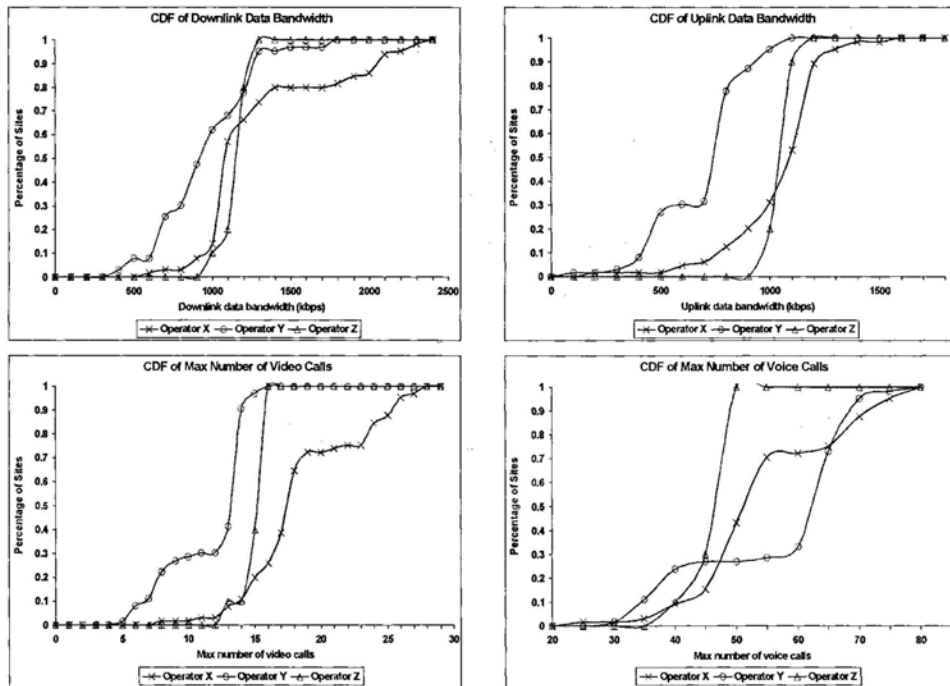 CDF of Downlink Data Bandwidth
Percentage of Sites
1
0.9
0.8
0.7
0.6
0.5
0.4
0.3
0.2
0.1
0
0 500 1000 1500 2000 2500
Downlink data bandwidth (kbps)
Operator X Operator Y Operator Z
CDF of Uplink Data Bandwidth
Percentage of Sites
1
0.9
0.8
0.7
0.6
0.5
0.4
0.3
0.2
0.1
0
0 500 1000 1500
Uplink data bandwidth (kbps)
Operator X Operator Y Operator Z
CDF of Max Number of Video Calls
Percentage of Sites
1
0.9
0.8
0.7
0.6
0.5
0.4
0.3
0.2
0.1
0
0 5 10 15 20 25 30
Max number of video calls
Operator X Operator Y Operator Z
CDF of Max Number of Voice Calls
Percentage of Sites
1
0.9
0.8
0.7
0.6
0.5
0.4
0.3
0.2
0.1
0
20 30 40 50 60 70 80
Max number of voice calls
Operator X Operator Y Operator Z